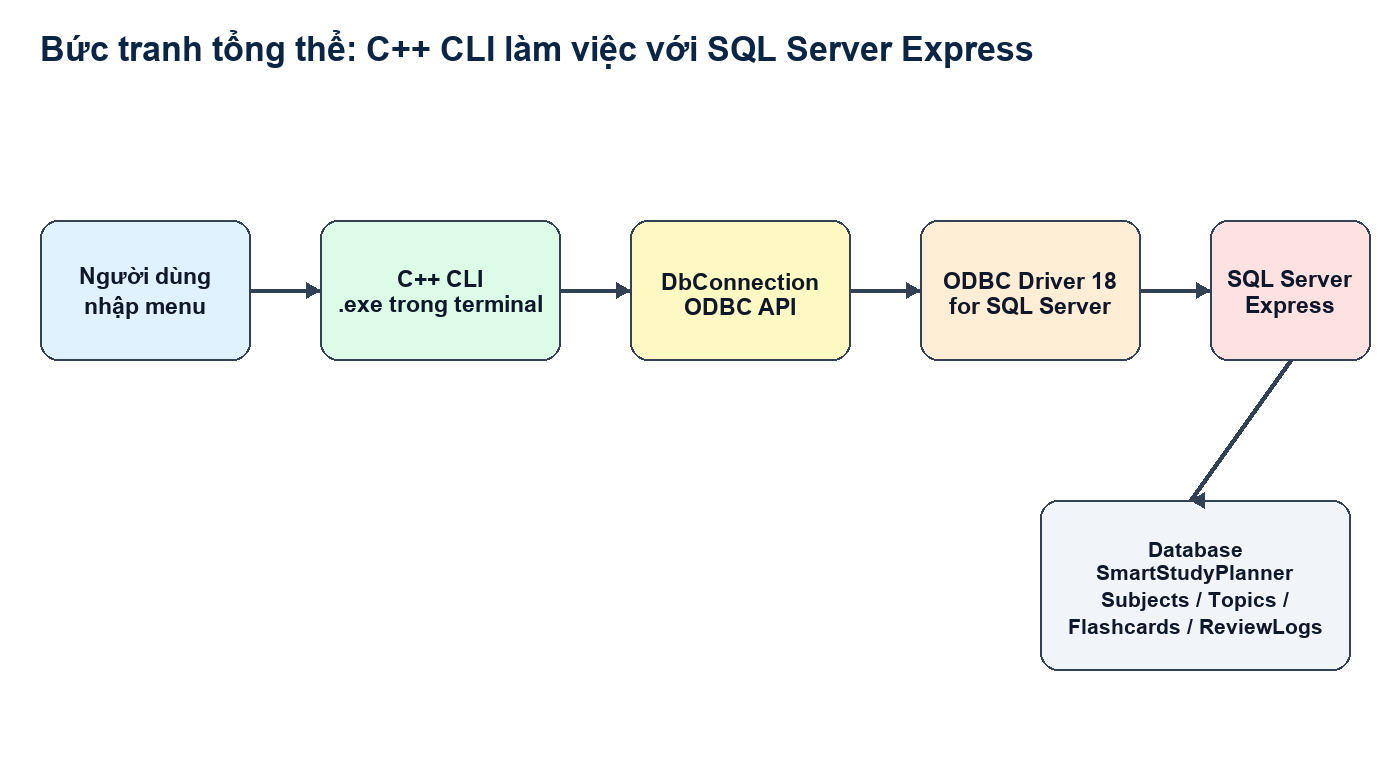 Bức tranh tổng thể: C++ CLI làm việc với SQL Server Express
Người dùng
nhập menu
C++ CLI
.exe trong terminal
DbConnection
ODBC API
ODBC Driver 18
for SQL Server
SQL Server
Express
Database
SmartStudyPlanner
Subjects / Topics /
Flashcards / ReviewLogs